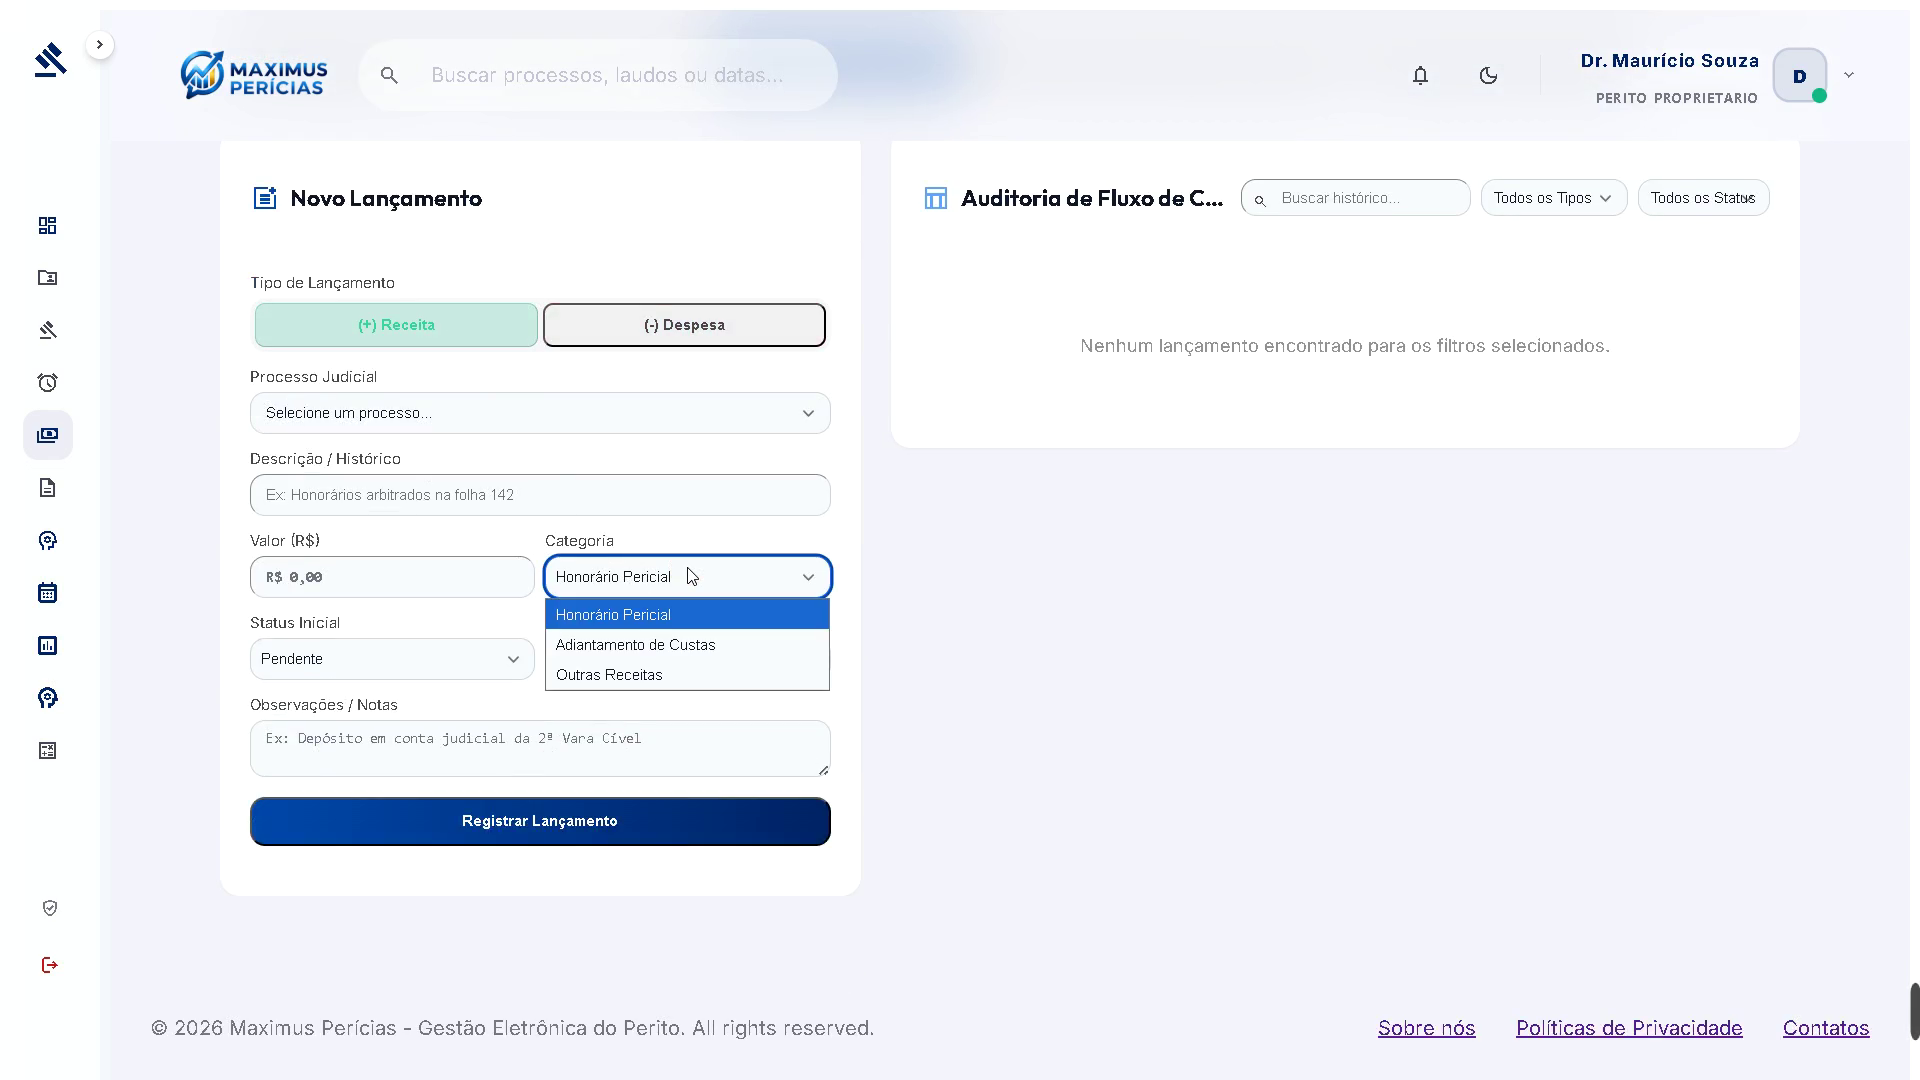 MAXIMUS
PERÍCIAS
Buscar processos, laudos ou datas...
Dr. Maurício Souza
PERITO PROPRIETARIO
D
Novo Lançamento
Tipo de Lançamento
(+) Receita
(-) Despesa
Processo Judicial
Selecione um processo...
Descrição / Histórico
Ex: Honorários arbitrados na folha 142
Valor (R$)
Categoria
R$ 0,00
Honorário Pericial
Honorário Pericial
Adiantamento de Custas
Outras Receitas
Status Inicial
Pendente
Observações / Notas
Ex: Depósito em conta judicial da 2ª Vara Cível
Registrar Lançamento
Auditoria de Fluxo de C...
Buscar histórico...
Todos os Tipos
Todos os Status
Nenhum lançamento encontrado para os filtros selecionados.
© 2026 Maximus Perícias - Gestão Eletrônica do Perito. All rights reserved.
Sobre nós
Políticas de Privacidade
Contatos